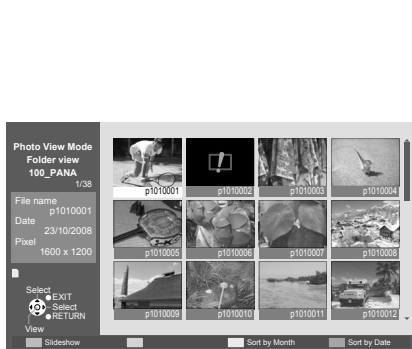 Photo View Mode
Folder view
100_PANA
1/38
File name
p1010001
Date
23/10/2008
Pixel
1600 x 1200
Select
EXIT
Select
RETURN
View
p1010001 p1010002 p1010003 p1010004
p1010005 p1010006 p1010007 p1010008
p1010009 p1010010 p1010011 p1010012
Slideshow Sort by Month Sort by Date